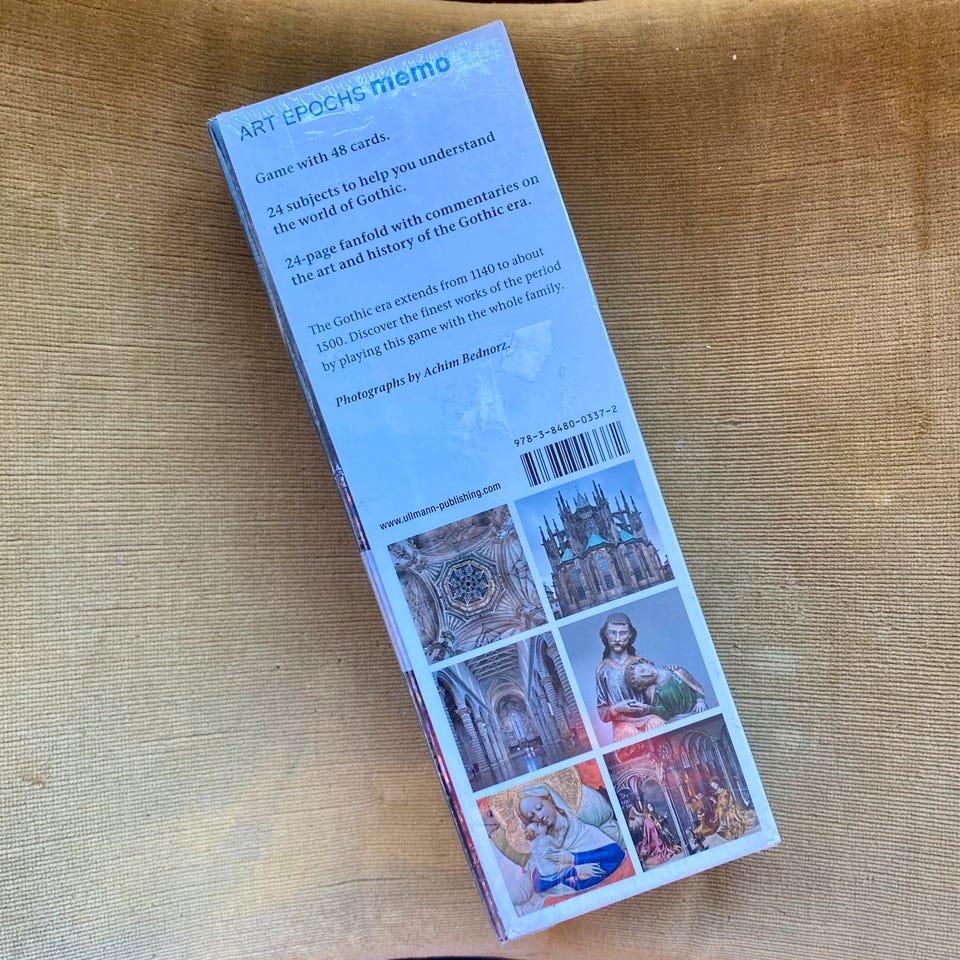 ART EPOCHS memo
Game with 48 cards.
24 subjects to help you understand
the world of Gothic.
24-page fanfold with commentaries on
the art and history of the Gothic era.
The Gothic era extends from 1140 to about
1500. Discover the finest works of the period
by playing this game with the whole family.
Photographs by Achim Bednorz.
978-3-8480-0337-2
www.ullmann-publishing.com